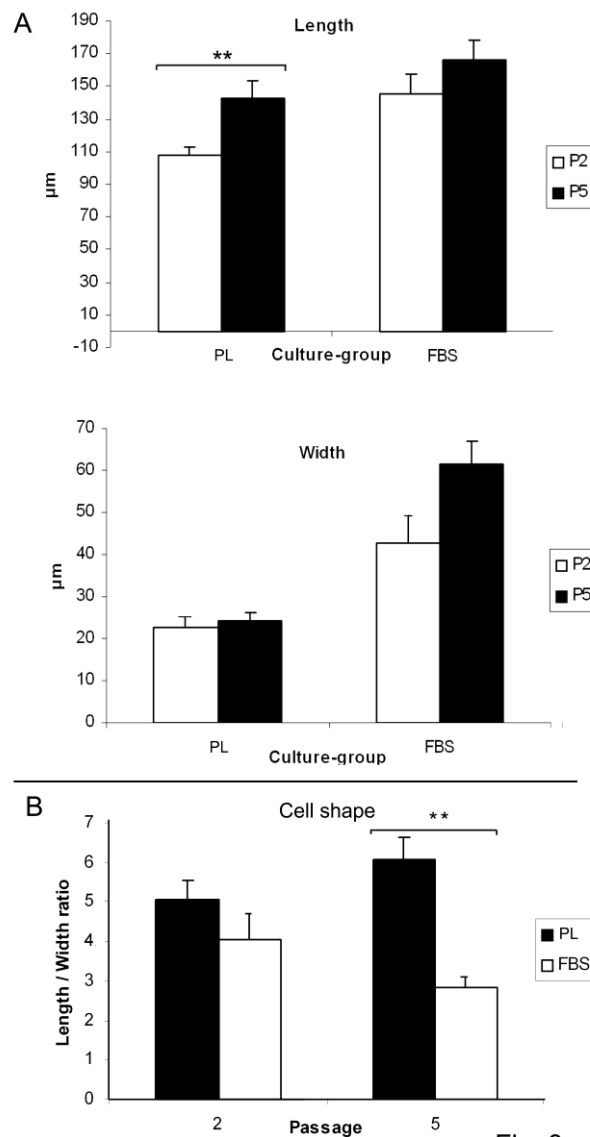 A
Length
**
190
170
150
130
110
90
70
50
30
10
-10
µm
P2
P5
PL
Culture-group
FBS
Width
70
60
50
40
30
20
10
0
µm
P2
P5
PL
Culture-group
FBS
B
Cell shape
**
7
6
5
4
3
2
1
0
Length / Width ratio
PL
FBS
2
Passage
5